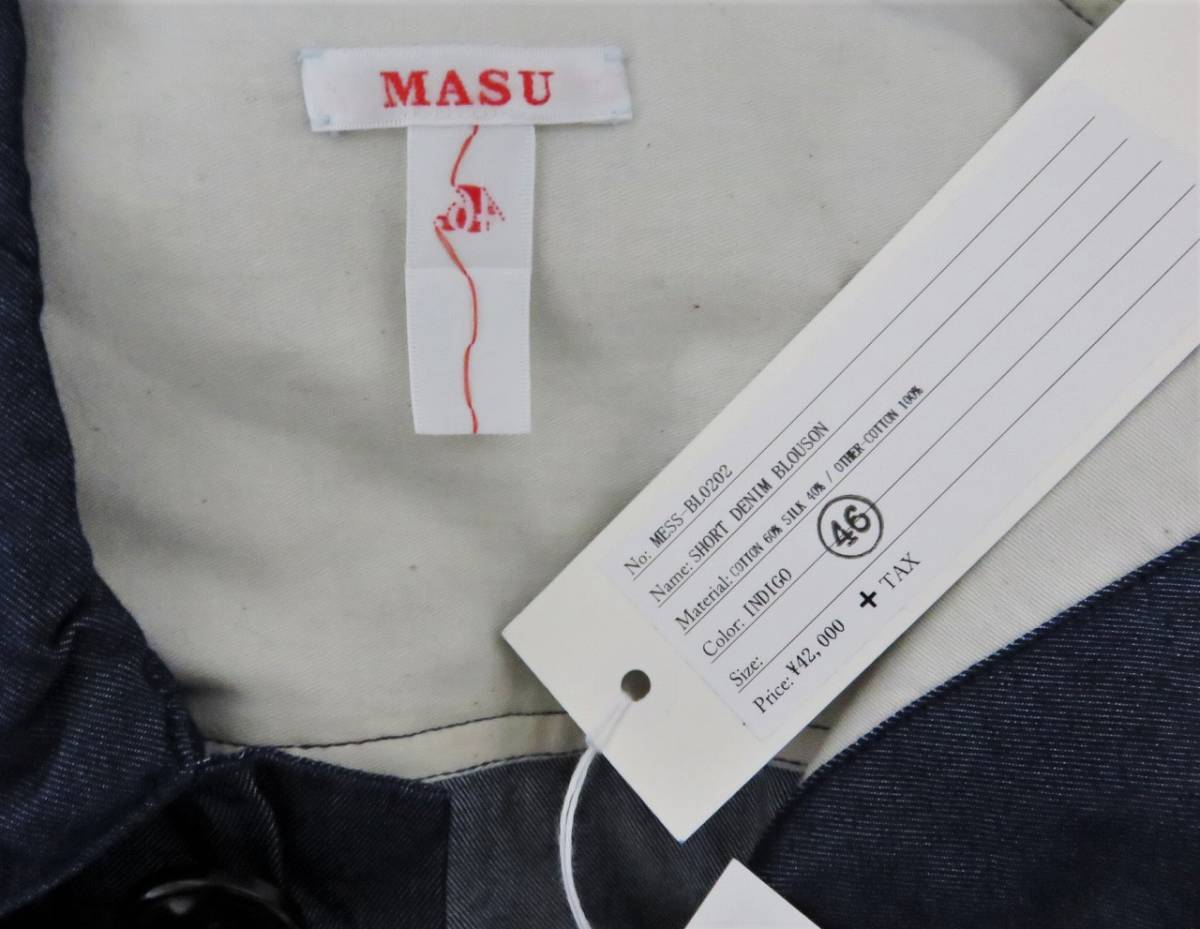 MASU
No: MESS-BL0202
Name: SHORT DENIM BLOUSON
Material: COTTON 60% SILK 40% / OTHER-COTTON 100%
Color: INDIGO
Size: 46
Price: ¥42,000 + TAX